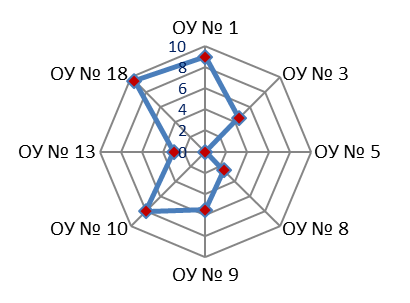 ОУ № 1
10
ОУ № 18
8
ОУ № 3
6
4
2
ОУ № 13
0
ОУ № 5
ОУ № 10
ОУ № 8
ОУ № 9